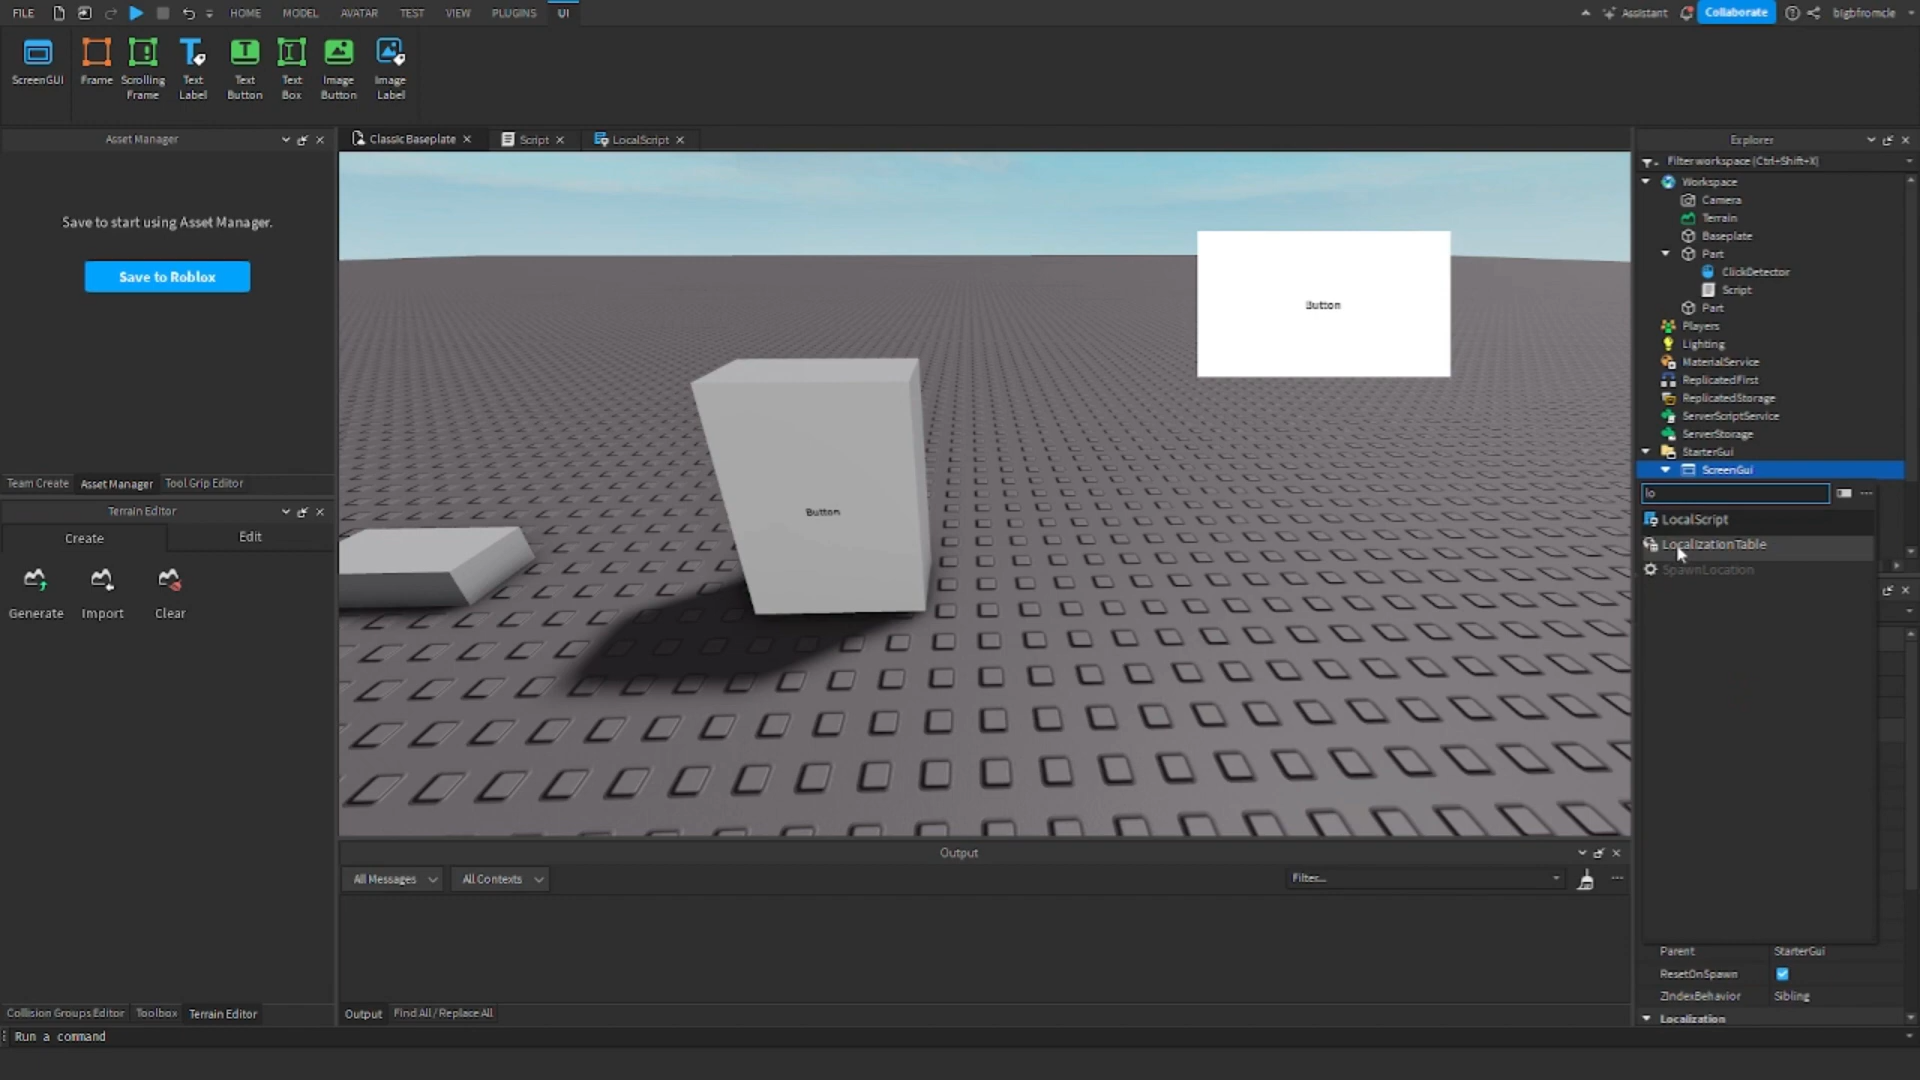 FILE HOME MODEL AVATAR TEST VIEW PLUGINS UI Assistant Collaborate bigbfromcle
ScreenGUI Frame Scrolling Frame Text Label Text Button Text Box Image Button Image Label
Asset Manager
Save to start using Asset Manager.
Save to Roblox
Team Create Asset Manager Tool Grip Editor
Terrain Editor
Create Edit
Generate Import Clear
Collision Groups Editor Toolbox Terrain Editor
Classic Baseplate Script LocalScript
Button
Button
Output
All Messages All Contexts Filter...
Output Find All / Replace All
Run a command
Explorer
Filter workspace (Ctrl+Shift+X)
Workspace
Camera
Terrain
Baseplate
Part
ClickDetector
Script
Part
Players
Lighting
MaterialService
ReplicatedFirst
ReplicatedStorage
ServerScriptService
ServerStorage
StarterGui
ScreenGui
lo
LocalScript
LocalizationTable
SpawnLocation
Parent StarterGui
ResetOnSpawn
ZIndexBehavior Sibling
Localization